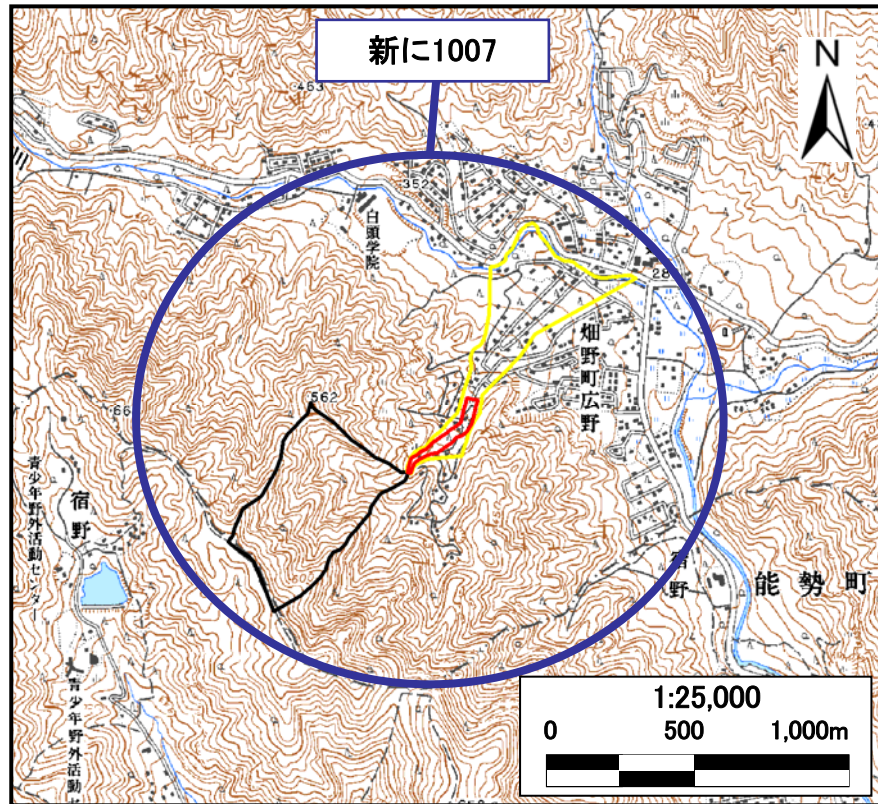 新に1007
N
453
352
白頭学院
28
畑野町広野
562
66
青少年野外活動センター
宿野
宿野
能勢町
青少年野外活動
1:25,000
0 500 1,000m